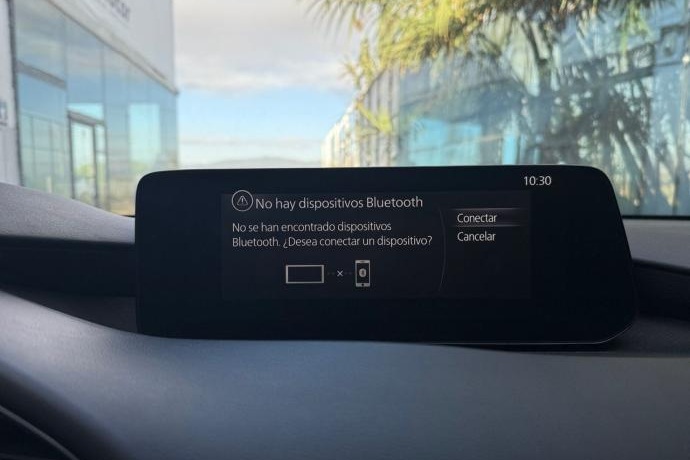 10:30
No hay dispositivos Bluetooth
No se han encontrado dispositivos
Bluetooth. ¿Desea conectar un dispositivo?
Conectar
Cancelar